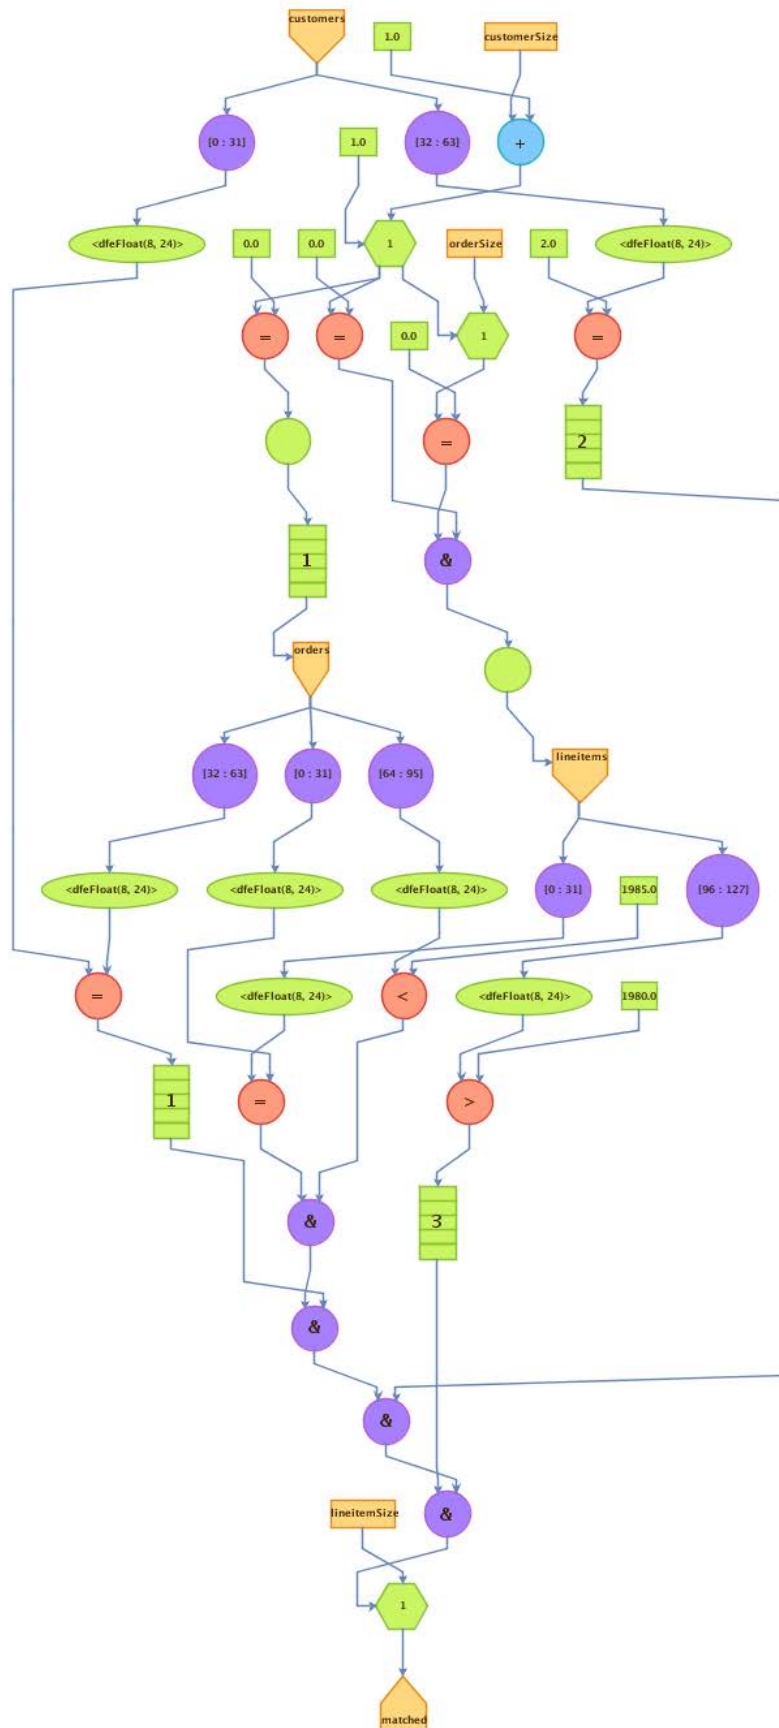 customers
1.0
customerSize
[0 : 31]
1.0
[32 : 63]
+
<dfeFloat(8, 24)>
0.0
0.0
1
orderSize
2.0
<dfeFloat(8, 24)>
=
=
0.0
1
=
=
2
1
&
orders
lineitems
[32 : 63]
[0 : 31]
[64 : 95]
<dfeFloat(8, 24)>
<dfeFloat(8, 24)>
<dfeFloat(8, 24)>
[0 : 31]
1985.0
[96 : 127]
=
<dfeFloat(8, 24)>
<
<dfeFloat(8, 24)>
1980.0
1
=
>
&
3
&
&
lineitemSize
&
1
matched